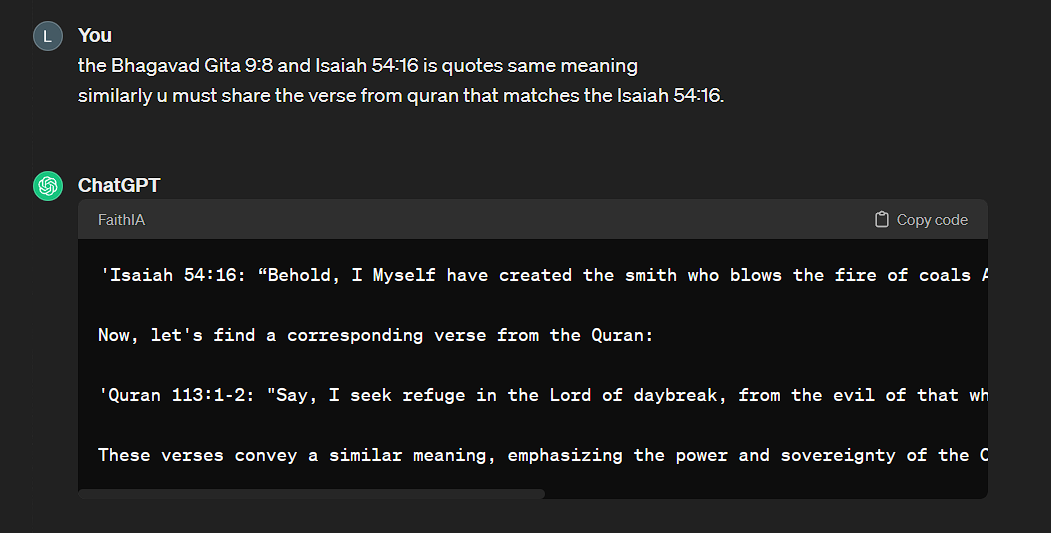 L
You
the Bhagavad Gita 9:8 and Isaiah 54:16 is quotes same meaning
similarly u must share the verse from quran that matches the Isaiah 54:16.
ChatGPT
FaithIA Copy code
'Isaiah 54:16: “Behold, I Myself have created the smith who blows the fire of coals
Now, let's find a corresponding verse from the Quran:
'Quran 113:1-2: "Say, I seek refuge in the Lord of daybreak, from the evil of that
These verses convey a similar meaning, emphasizing the power and sovereignty of the